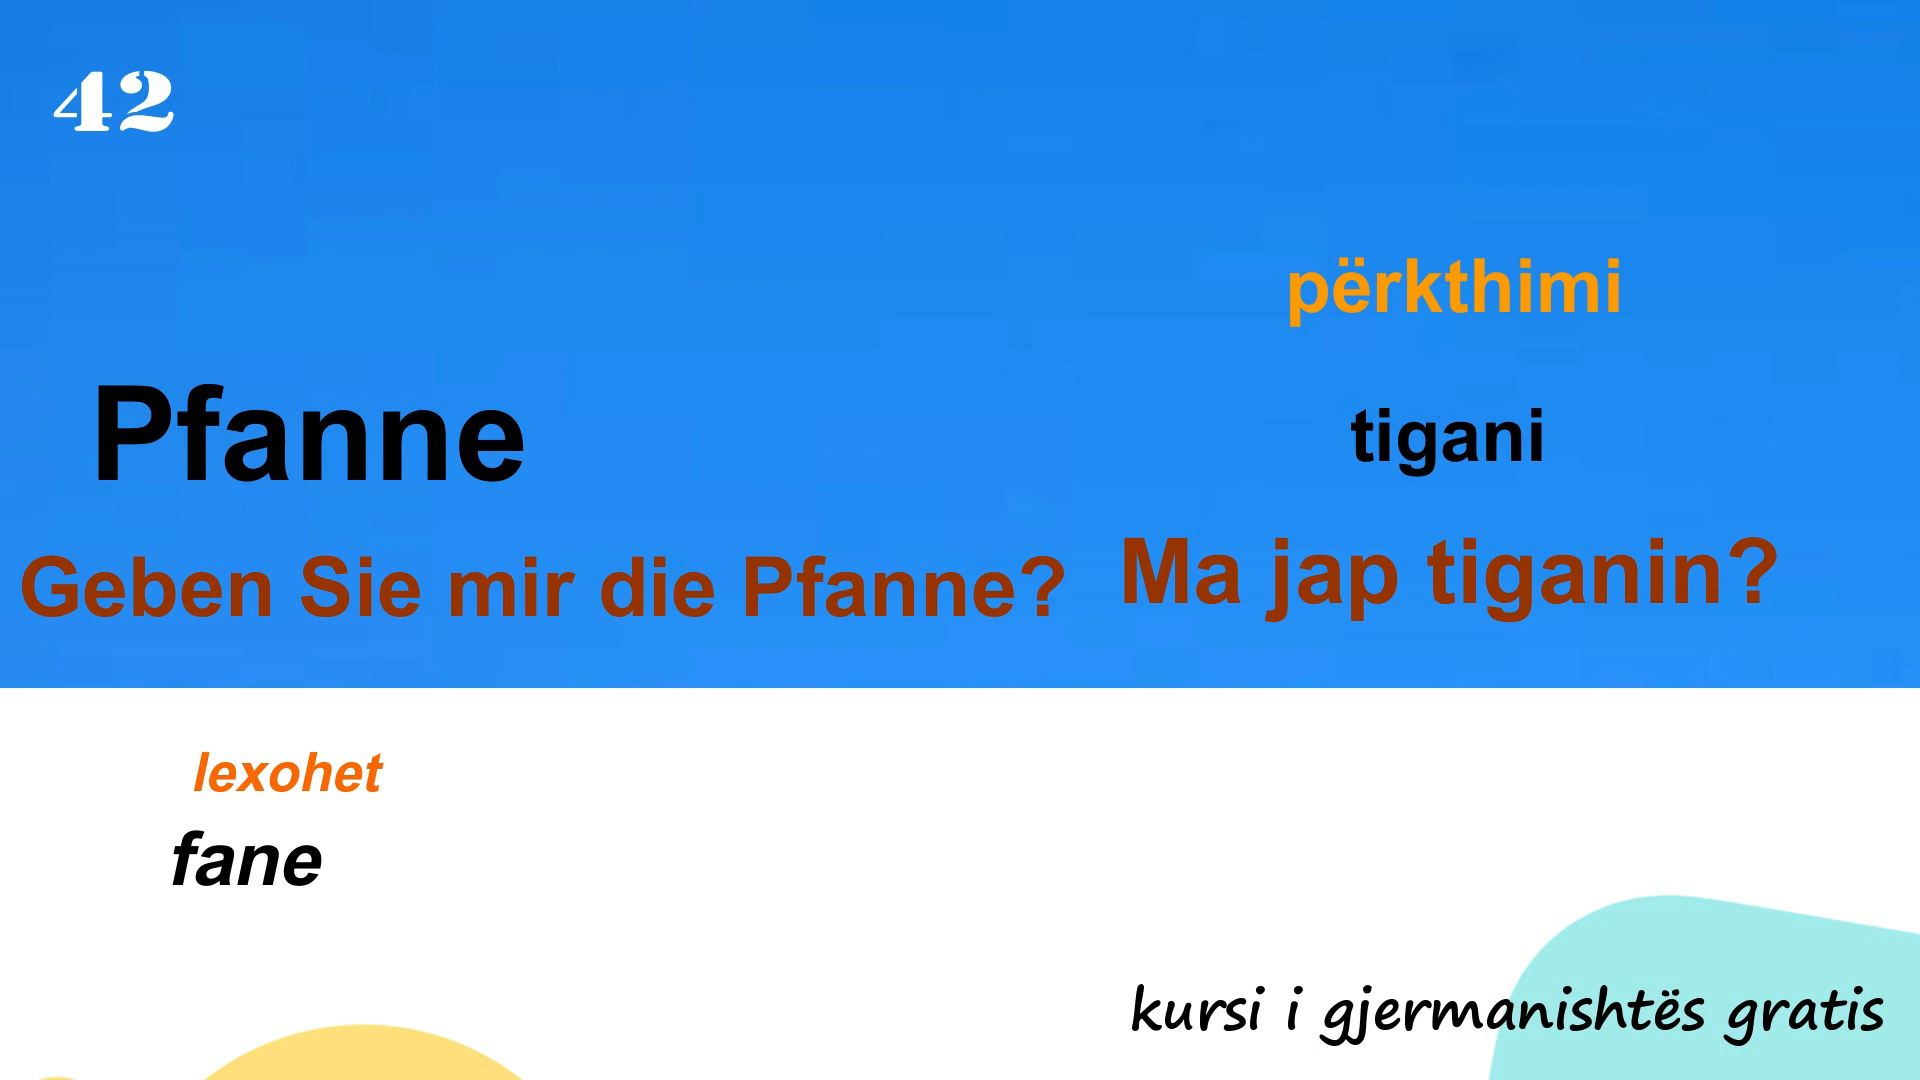 42
përkthimi
Pfanne
tigani
Geben Sie mir die Pfanne?
Ma jap tiganin?
lexohet
fane
kursi i gjermanishtës gratis